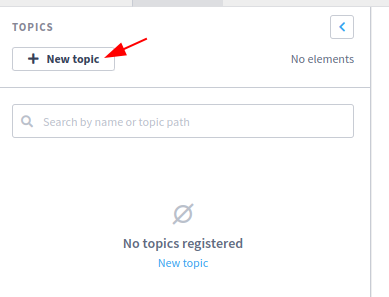 TOPICS
New topic
No elements
Search by name or topic path
No topics registered
New topic